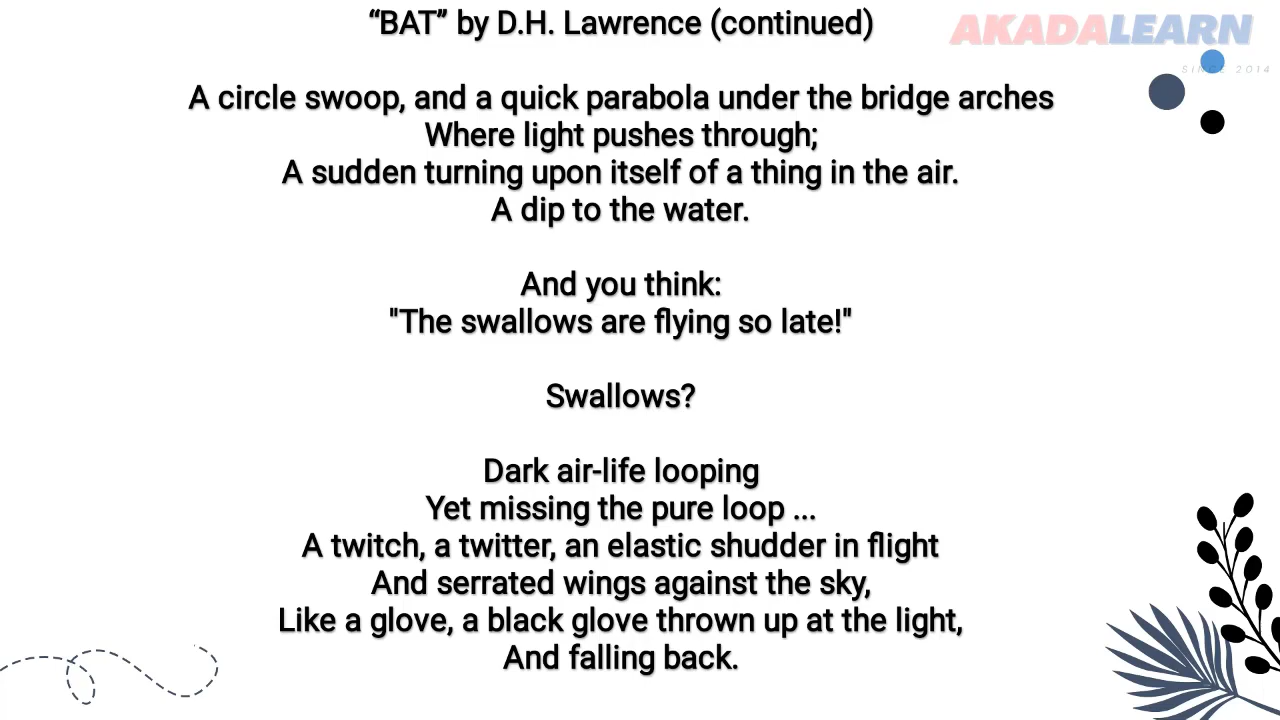 “BAT” by D.H. Lawrence (continued)
AKADALEARN
SINCE 2014
A circle swoop, and a quick parabola under the bridge arches
Where light pushes through;
A sudden turning upon itself of a thing in the air.
A dip to the water.
And you think:
"The swallows are flying so late!"
Swallows?
Dark air-life looping
Yet missing the pure loop ...
A twitch, a twitter, an elastic shudder in flight
And serrated wings against the sky,
Like a glove, a black glove thrown up at the light,
And falling back.